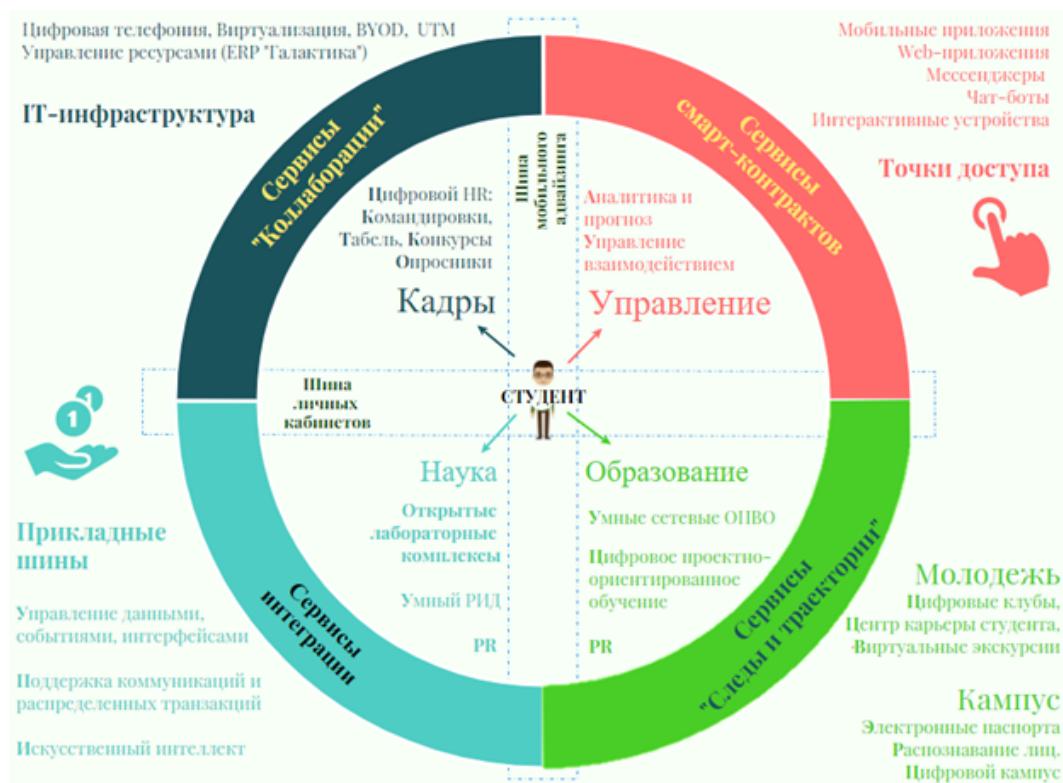 Цифровая телефония, Виртуализация, BYOD, UTM
Управление ресурсами (ERP "Галактика")
IT-инфраструктура
Мобильные приложения
Web-приложения
Мессенджеры
Чат-боты
Интерактивные устройства
Точки доступа
Сервисы
"Коллаборации"
Сервисы
смарт-контрактов
Шина
мобильного
адвайзинга
Цифровой HR:
Командировки,
Табель, Конкурсы
Опросники
Кадры
Аналитика и
прогноз
Управление
взаимодействием
Управление
Шина
личных
кабинетов
СТУДЕНТ
1
1
Наука
Открытые
лабораторные
комплексы
Умный РИД
PR
Образование
Умные сетевые ОПВО
Цифровое проектно-
ориентированное
обучение
PR
Прикладные
шины
Управление данными,
событиями, интерфейсами
Поддержка коммуникаций и
распределенных транзакций
Искусственный интеллект
Сервисы
интеграции
Сервисы
"Следы и трактории"
Молодежь
Цифровые клубы,
Центр карьеры студента,
Виртуальные экскурсии
Кампус
Электронные паспорта
Распознавание лиц.
Цифровой кампус